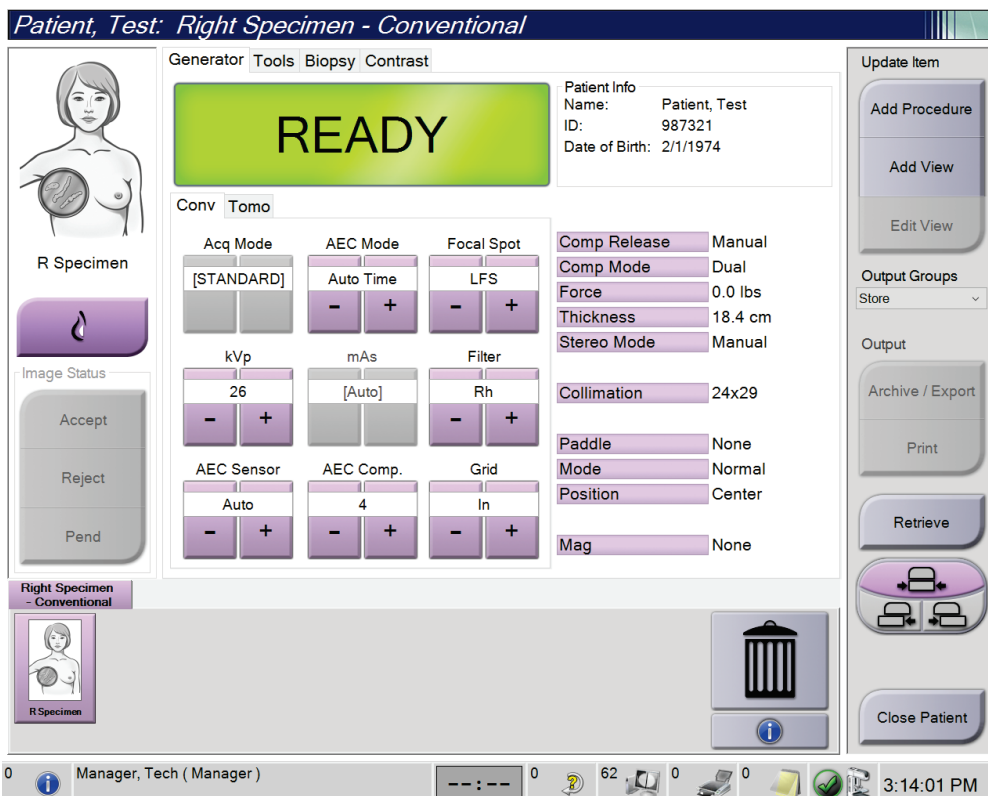 Patient, Test: Right Specimen - Conventional
Generator Tools Biopsy Contrast
READY
Patient Info
Name: Patient, Test
ID: 987321
Date of Birth: 2/1/1974
R Specimen
Image Status
Accept
Reject
Pend
Conv Tomo
Acq Mode AEC Mode Focal Spot
[STANDARD] Auto Time LFS
- + - +
kVp mAs Filter
26 [Auto] Rh
- + - +
AEC Sensor AEC Comp. Grid
Auto 4 In
- + - + - +
Comp Release Manual
Comp Mode Dual
Force 0.0 lbs
Thickness 18.4 cm
Stereo Mode Manual
Collimation 24x29
Paddle None
Mode Normal
Position Center
Mag None
Update Item
Add Procedure
Add View
Edit View
Output Groups
Store
Output
Archive / Export
Print
Retrieve
Close Patient
Right Specimen
- Conventional
R Specimen
0 Manager, Tech ( Manager ) --:-- 0 62 0 0 3:14:01 PM